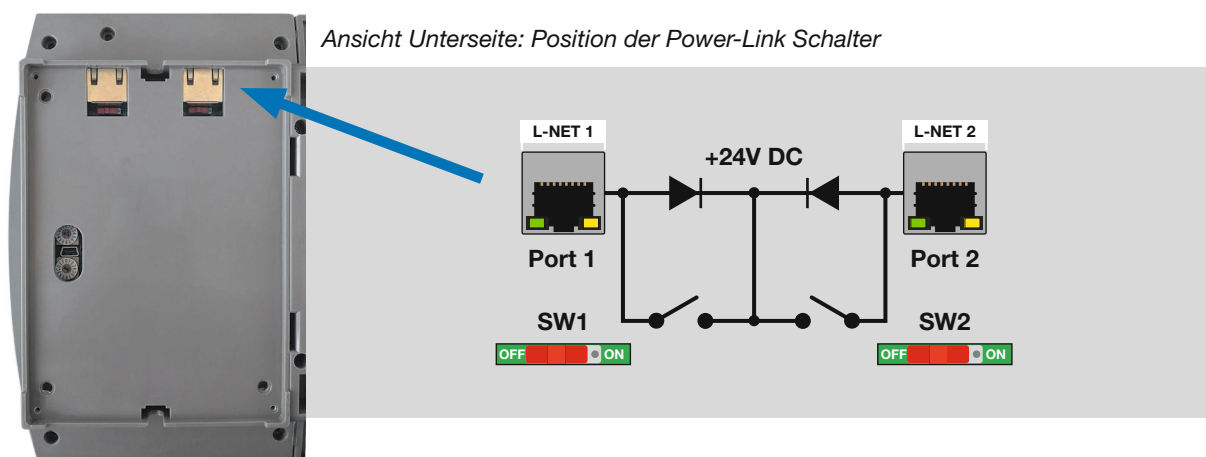 Ansicht Unterseite: Position der Power-Link Schalter
L-NET 1
L-NET 2
+24V DC
Port 1
Port 2
SW1
SW2
OFF ON
OFF ON